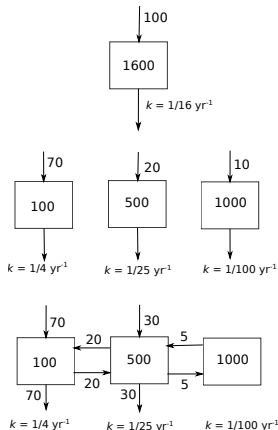 100
1600
k = 1/16 yr-1
70 20 10
100 500 1000
k = 1/4 yr-1 k = 1/25 yr-1 k = 1/100 yr-1
70 30
20 5
100 500 1000
20 5
70 30
k = 1/4 yr-1 k = 1/25 yr-1 k = 1/100 yr-1